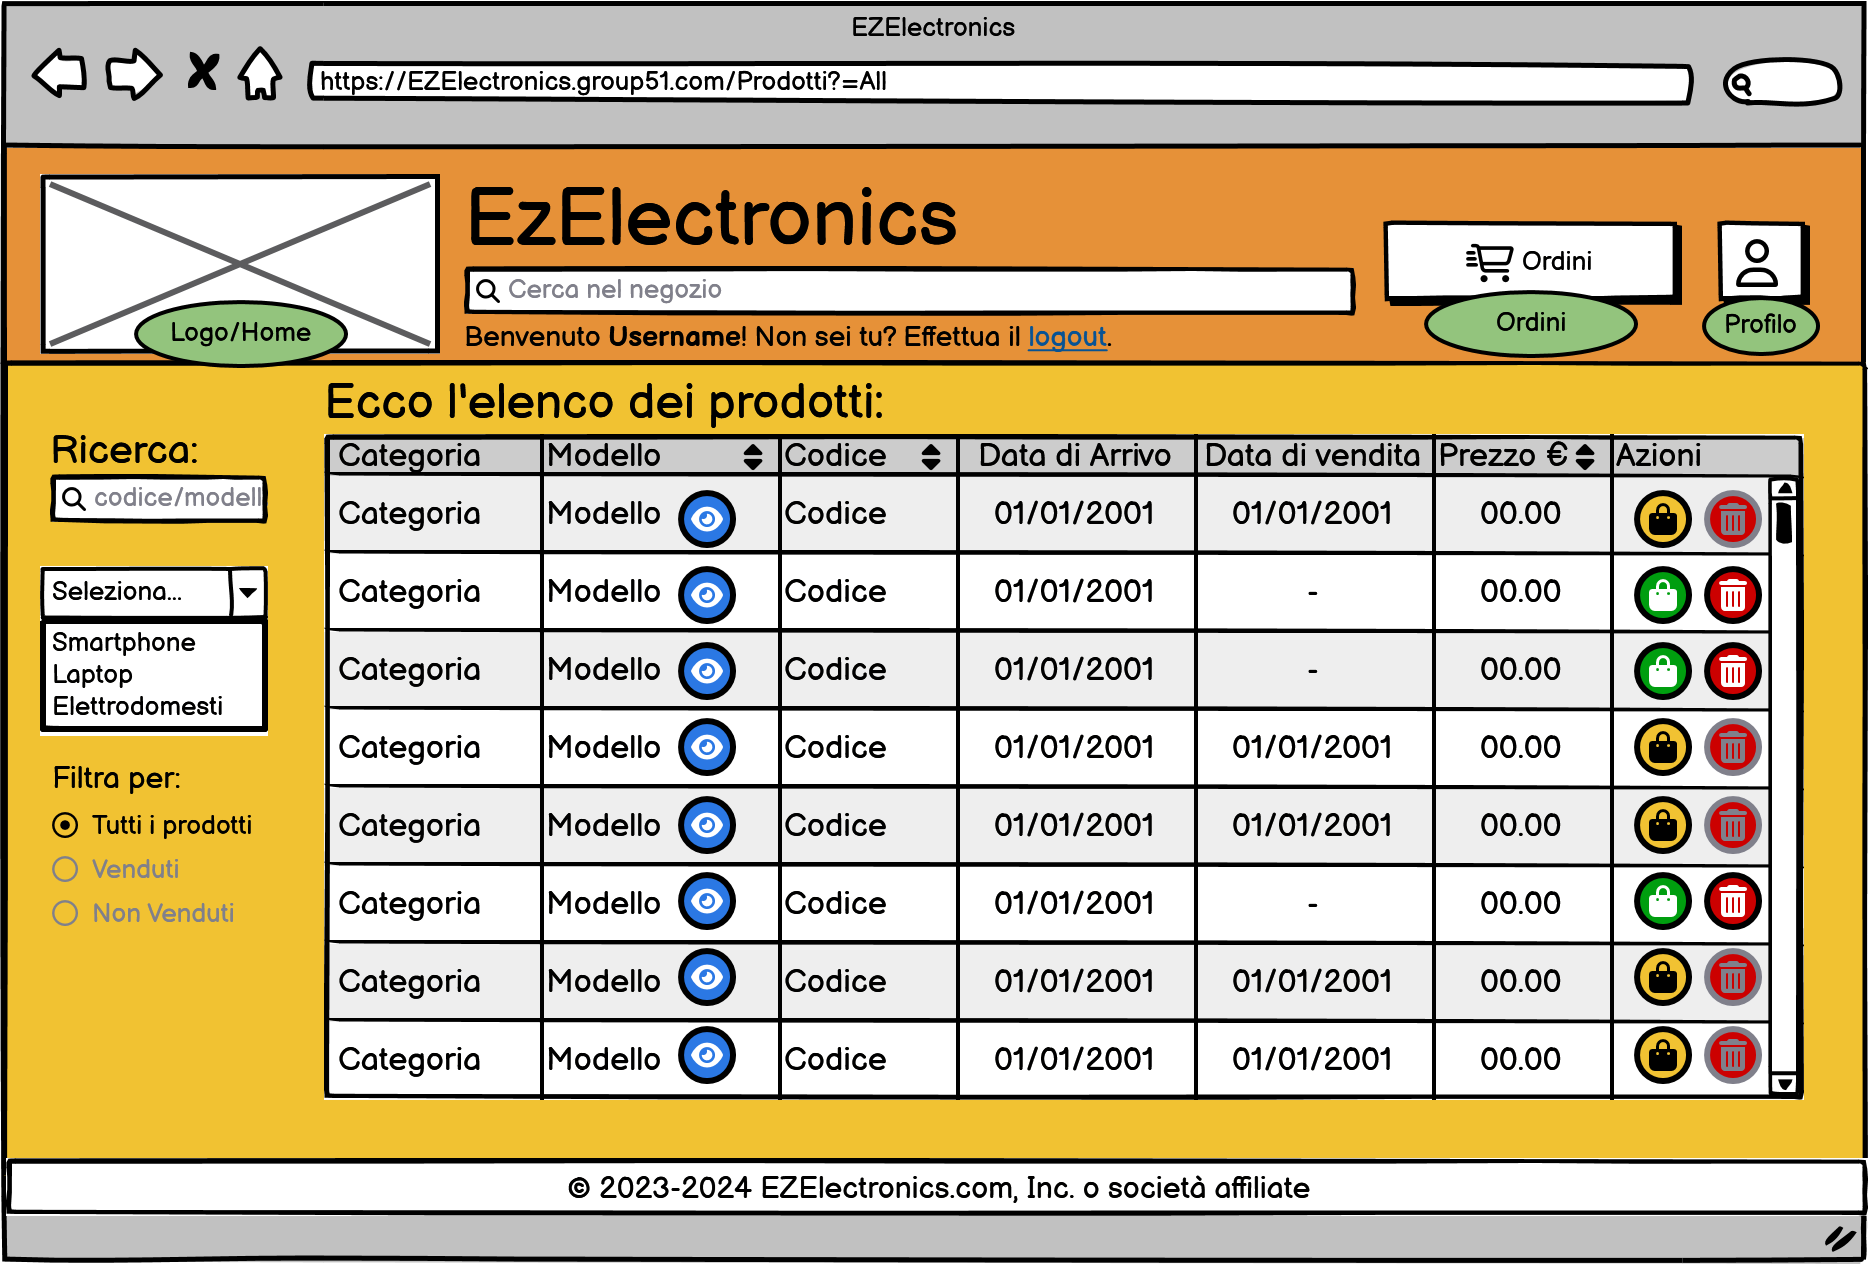 EZElectronics
https://EZElectronics.group51.com/Prodotti?=All
EzElectronics
Cerca nel negozio
Benvenuto Username! Non sei tu? Effettua il logout.
Logo/Home
Ordini
Ordini
Profilo
Ecco l'elenco dei prodotti:
Ricerca:
codice/modell
Seleziona...
Smartphone
Laptop
Elettrodomesti
Filtra per:
Tutti i prodotti
Venduti
Non Venduti
Categoria Modello Codice Data di Arrivo Data di vendita Prezzo € Azioni
Categoria Modello Codice 01/01/2001 01/01/2001 00.00
Categoria Modello Codice 01/01/2001 - 00.00
Categoria Modello Codice 01/01/2001 - 00.00
Categoria Modello Codice 01/01/2001 01/01/2001 00.00
Categoria Modello Codice 01/01/2001 01/01/2001 00.00
Categoria Modello Codice 01/01/2001 - 00.00
Categoria Modello Codice 01/01/2001 01/01/2001 00.00
Categoria Modello Codice 01/01/2001 01/01/2001 00.00
© 2023-2024 EZElectronics.com, Inc. o società affiliate